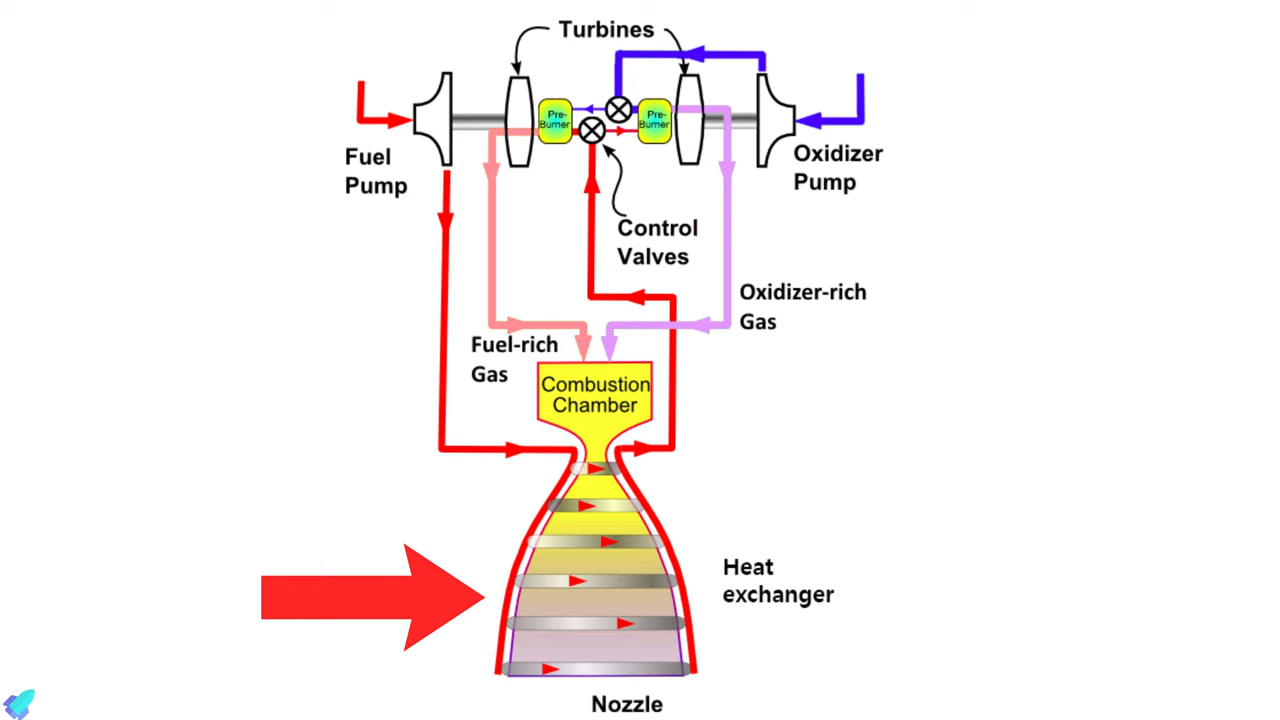 Turbines
Pre-
Burner
Pre-
Burner
Fuel
Pump
Oxidizer
Pump
Control
Valves
Oxidizer-rich
Gas
Fuel-rich
Gas
Combustion
Chamber
Heat
exchanger
Nozzle